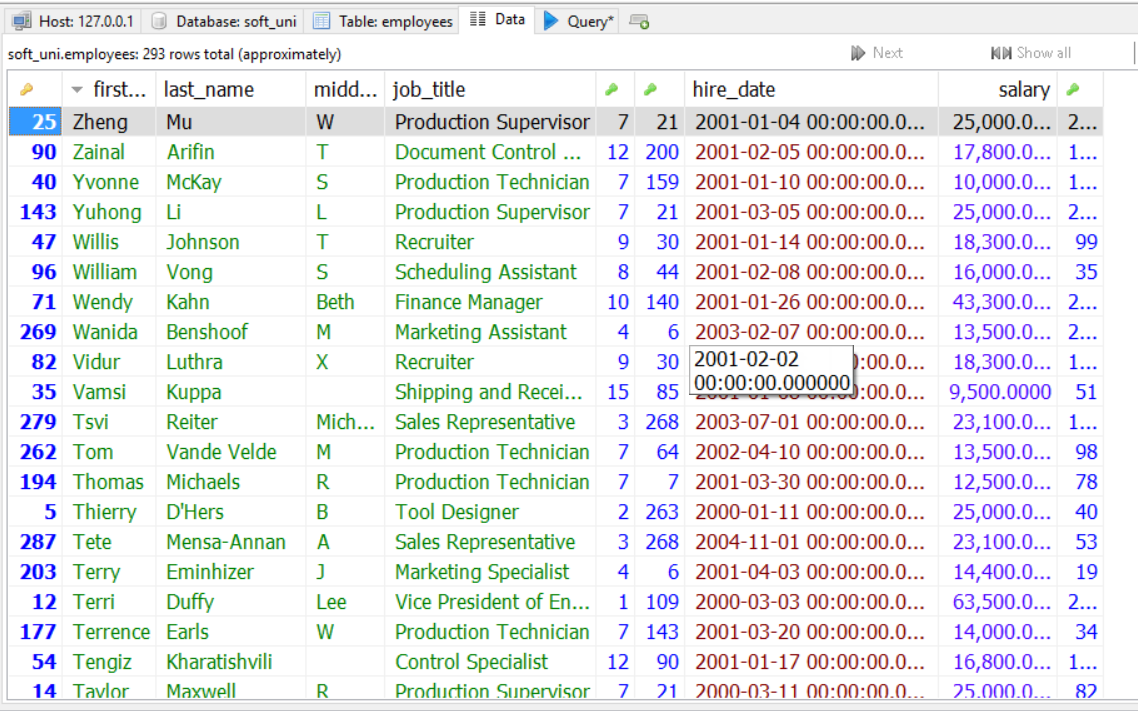 Host: 127.0.0.1 Database: soft_uni Table: employees Data Query*
soft_uni.employees: 293 rows total (approximately) Next Show all
first... last_name midd... job_title hire_date salary
25 Zheng Mu W Production Supervisor 7 21 2001-01-04 00:00:00.0... 25,000.0... 2...
90 Zainal Arifin T Document Control ... 12 200 2001-02-05 00:00:00.0... 17,800.0... 1...
40 Yvonne McKay S Production Technician 7 159 2001-01-10 00:00:00.0... 10,000.0... 1...
143 Yuhong Li L Production Supervisor 7 21 2001-03-05 00:00:00.0... 25,000.0... 2...
47 Willis Johnson T Recruiter 9 30 2001-01-14 00:00:00.0... 18,300.0... 99
96 William Vong S Scheduling Assistant 8 44 2001-02-08 00:00:00.0... 16,000.0... 35
71 Wendy Kahn Beth Finance Manager 10 140 2001-01-26 00:00:00.0... 43,300.0... 2...
269 Wanida Benshoof M Marketing Assistant 4 6 2003-02-07 00:00:00.0... 13,500.0... 2...
82 Vidur Luthra X Recruiter 9 30 2001-02-02 00:00:00.000000 0:00.0... 18,300.0... 1...
35 Vamsi Kuppa Shipping and Recei... 15 85 00:00.0... 9,500.0000 51
279 Tsvi Reiter Mich... Sales Representative 3 268 2003-07-01 00:00:00.0... 23,100.0... 1...
262 Tom Vande Velde M Production Technician 7 64 2002-04-10 00:00:00.0... 13,500.0... 98
194 Thomas Michaels R Production Technician 7 7 2001-03-30 00:00:00.0... 12,500.0... 78
5 Thierry D'Hers B Tool Designer 2 263 2000-01-11 00:00:00.0... 25,000.0... 40
287 Tete Mensa-Annan A Sales Representative 3 268 2004-11-01 00:00:00.0... 23,100.0... 53
203 Terry Eminhizer J Marketing Specialist 4 6 2001-04-03 00:00:00.0... 14,400.0... 19
12 Terri Duffy Lee Vice President of En... 1 109 2000-03-03 00:00:00.0... 63,500.0... 2...
177 Terrence Earls W Production Technician 7 143 2001-03-20 00:00:00.0... 14,000.0... 34
54 Tengiz Kharatishvili Control Specialist 12 90 2001-01-17 00:00:00.0... 16,800.0... 1...
14 Taylor Maxwell R Production Supervisor 7 21 2000-03-11 00:00:00.0... 25,000.0... 82